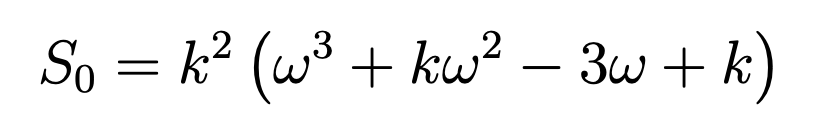 S₀ = k² (ω³ + kω² − 3ω + k)